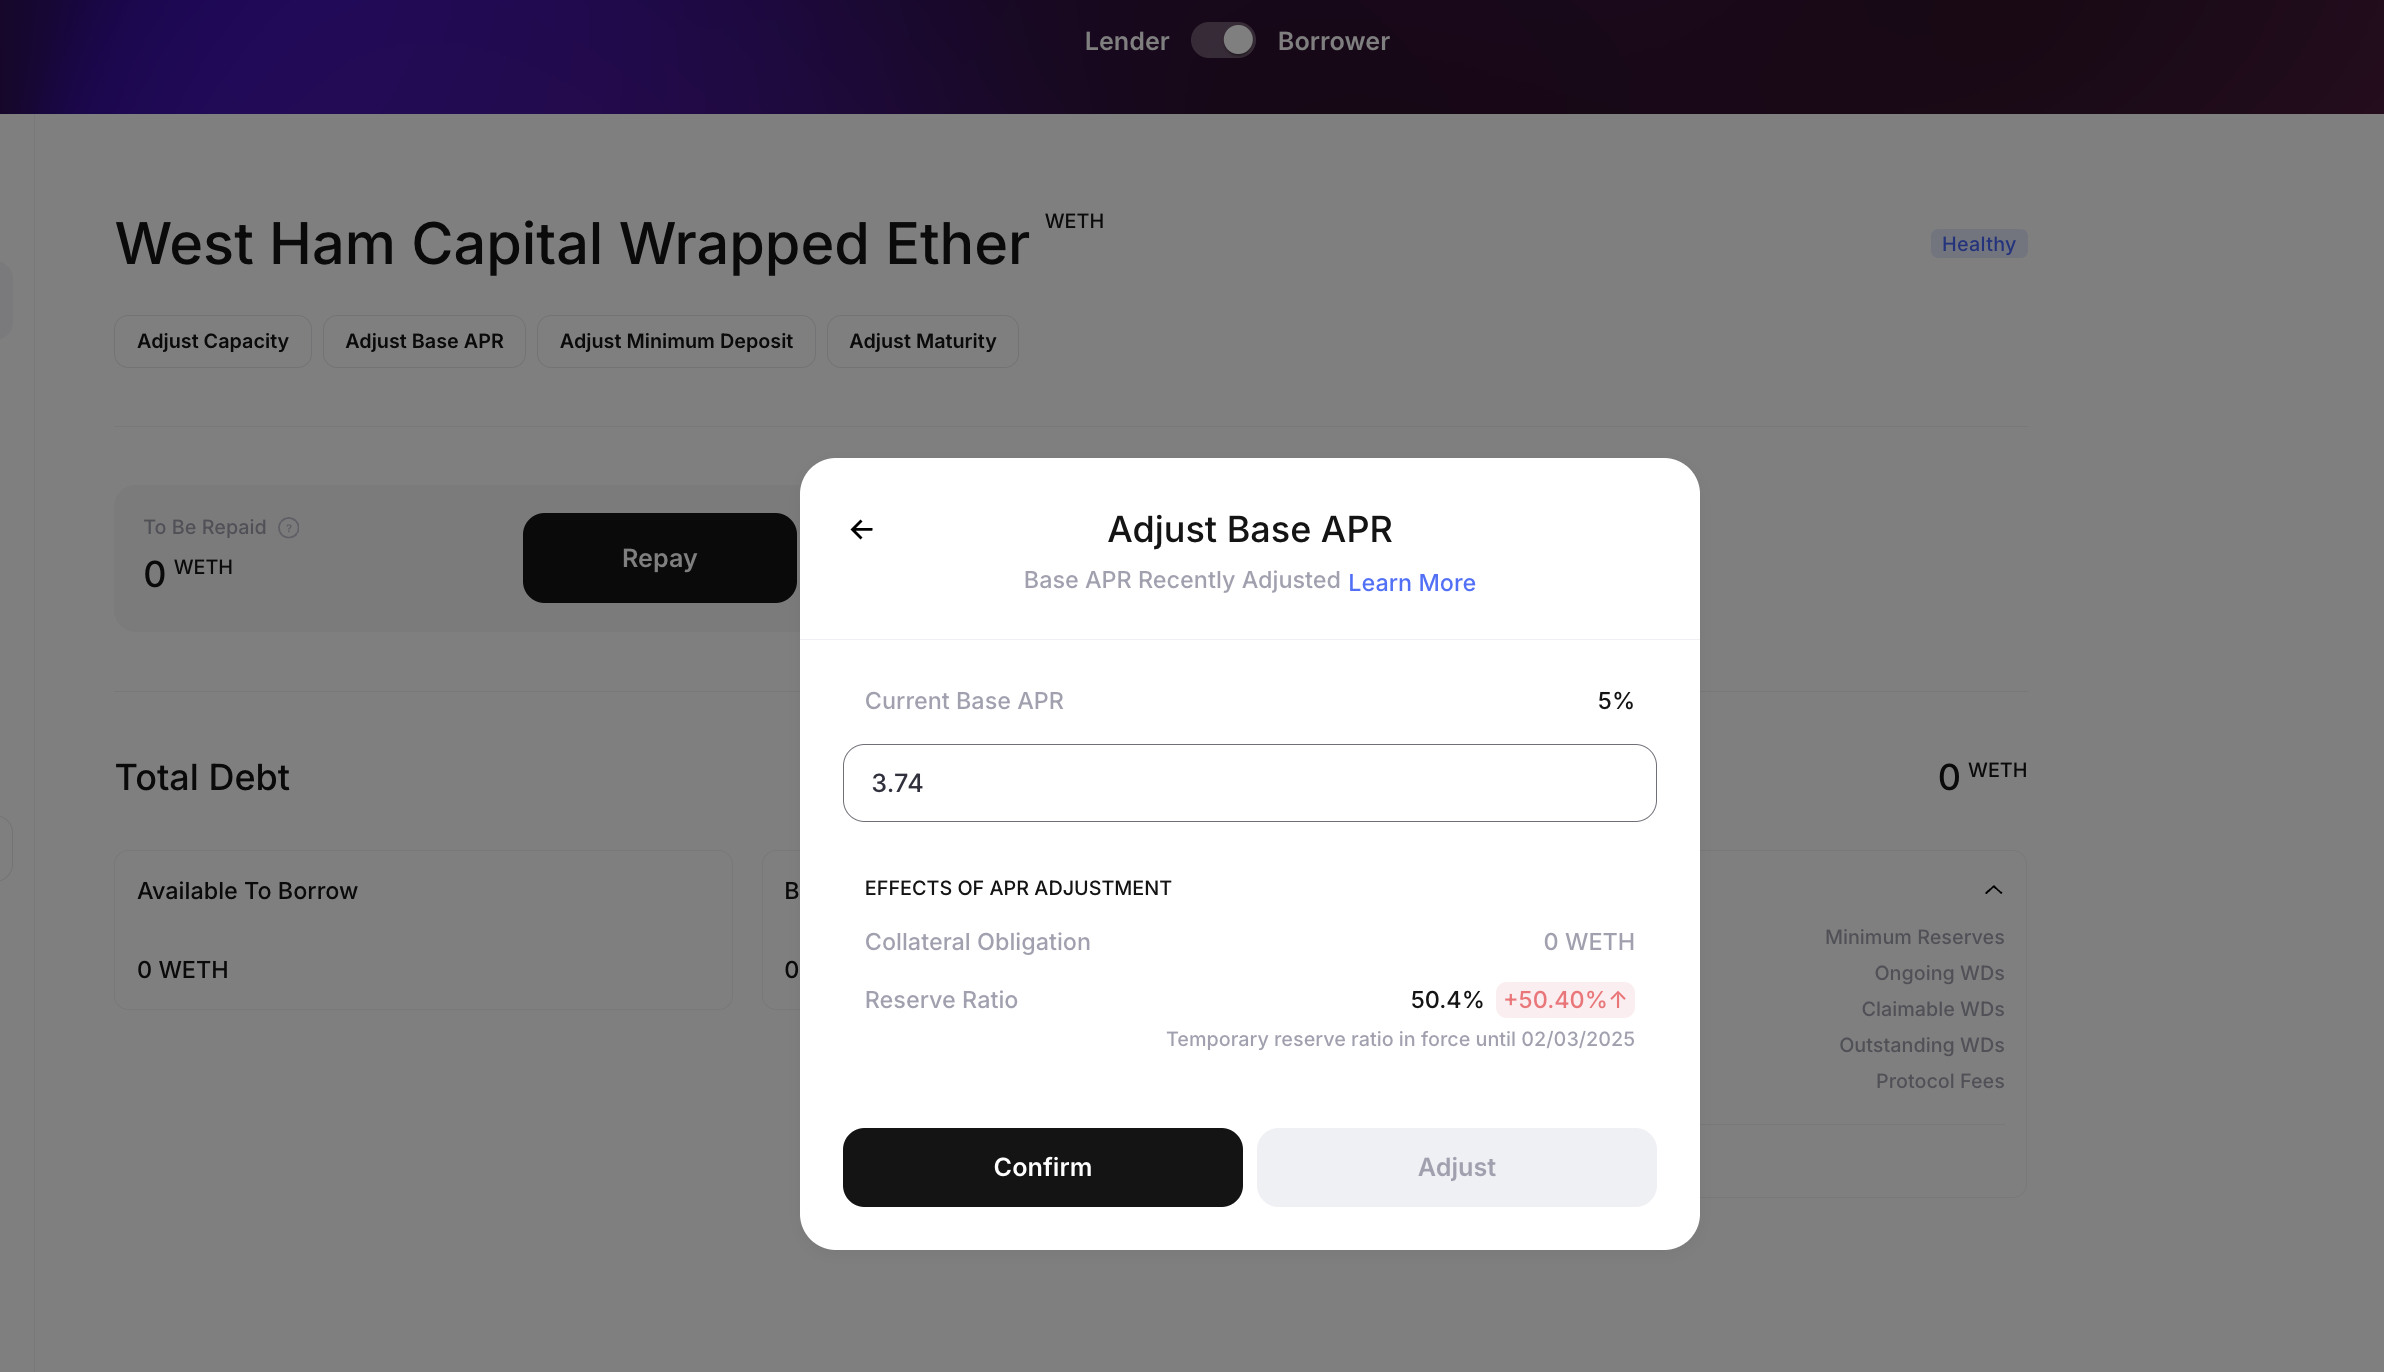 Lender Borrower
West Ham Capital Wrapped Ether WETH
Healthy
Adjust Capacity Adjust Base APR Adjust Minimum Deposit Adjust Maturity
To Be Repaid ?
0 WETH
Repay
Total Debt
0 WETH
Available To Borrow
0 WETH
B
0
Minimum Reserves
Ongoing WDs
Claimable WDs
Outstanding WDs
Protocol Fees
Adjust Base APR
Base APR Recently Adjusted Learn More
Current Base APR 5%
3.74
EFFECTS OF APR ADJUSTMENT
Collateral Obligation 0 WETH
Reserve Ratio 50.4% +50.40%↑
Temporary reserve ratio in force until 02/03/2025
Confirm Adjust